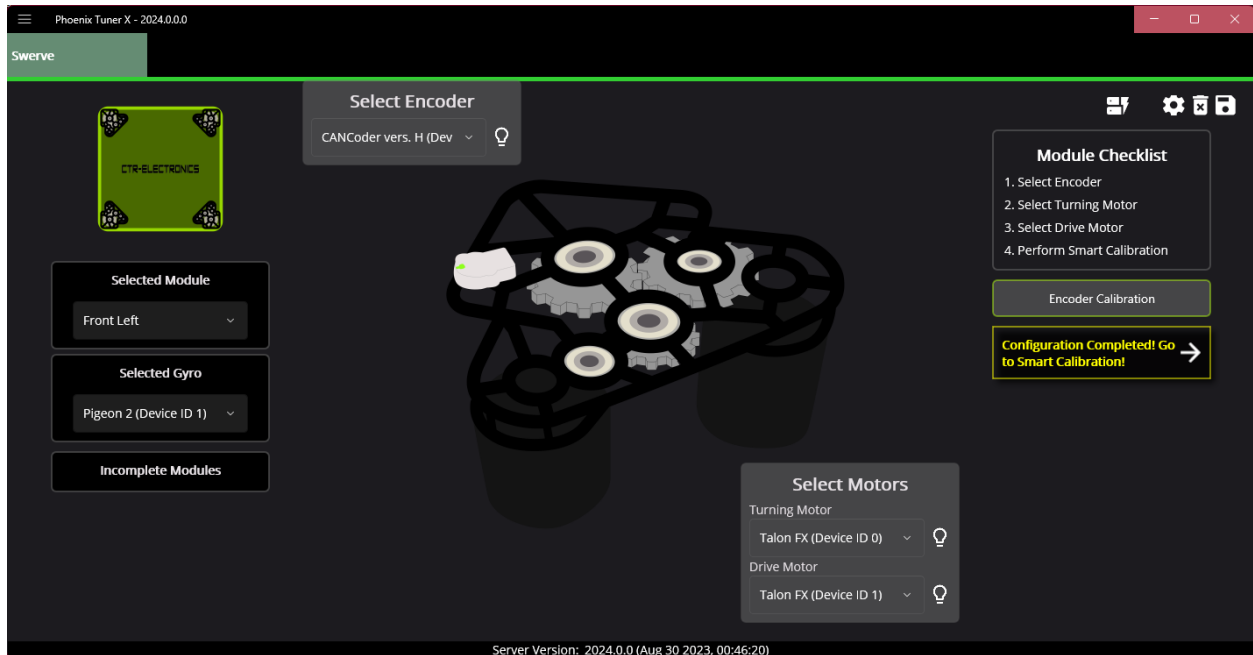 Phoenix Tuner X - 2024.0.0.0
Swerve
CTR-ELECTRONICS
Selected Module
Front Left
Selected Gyro
Pigeon 2 (Device ID 1)
Incomplete Modules
Select Encoder
CANCoder vers. H (Dev
Select Motors
Turning Motor
Talon FX (Device ID 0)
Drive Motor
Talon FX (Device ID 1)
Module Checklist
1. Select Encoder
2. Select Turning Motor
3. Select Drive Motor
4. Perform Smart Calibration
Encoder Calibration
Configuration Completed! Go
to Smart Calibration!
Server Version: 2024.0.0 (Aug 30 2023, 00:46:20)